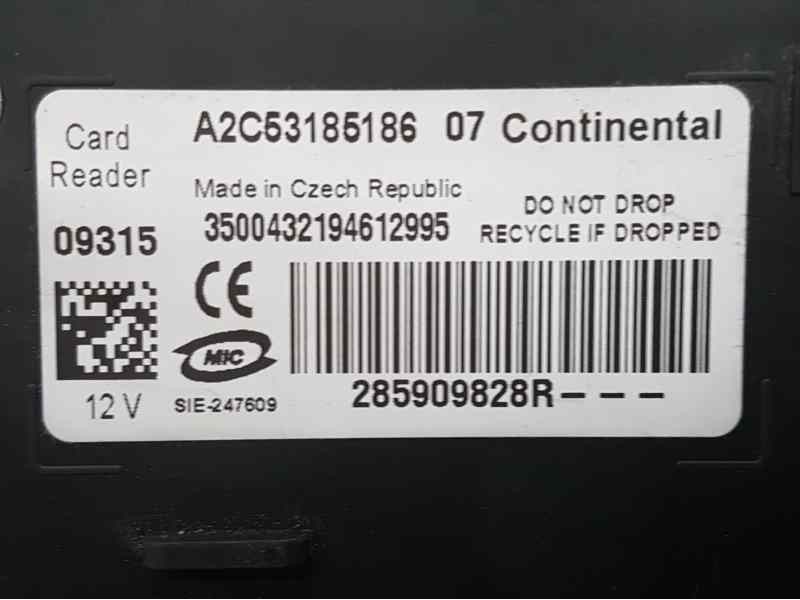 Card
Reader
A2C53185186 07 Continental
Made in Czech Republic
09315
3500432194612995
DO NOT DROP
RECYCLE IF DROPPED
CE
MIC
12 V
SIE-247609
285909828R---